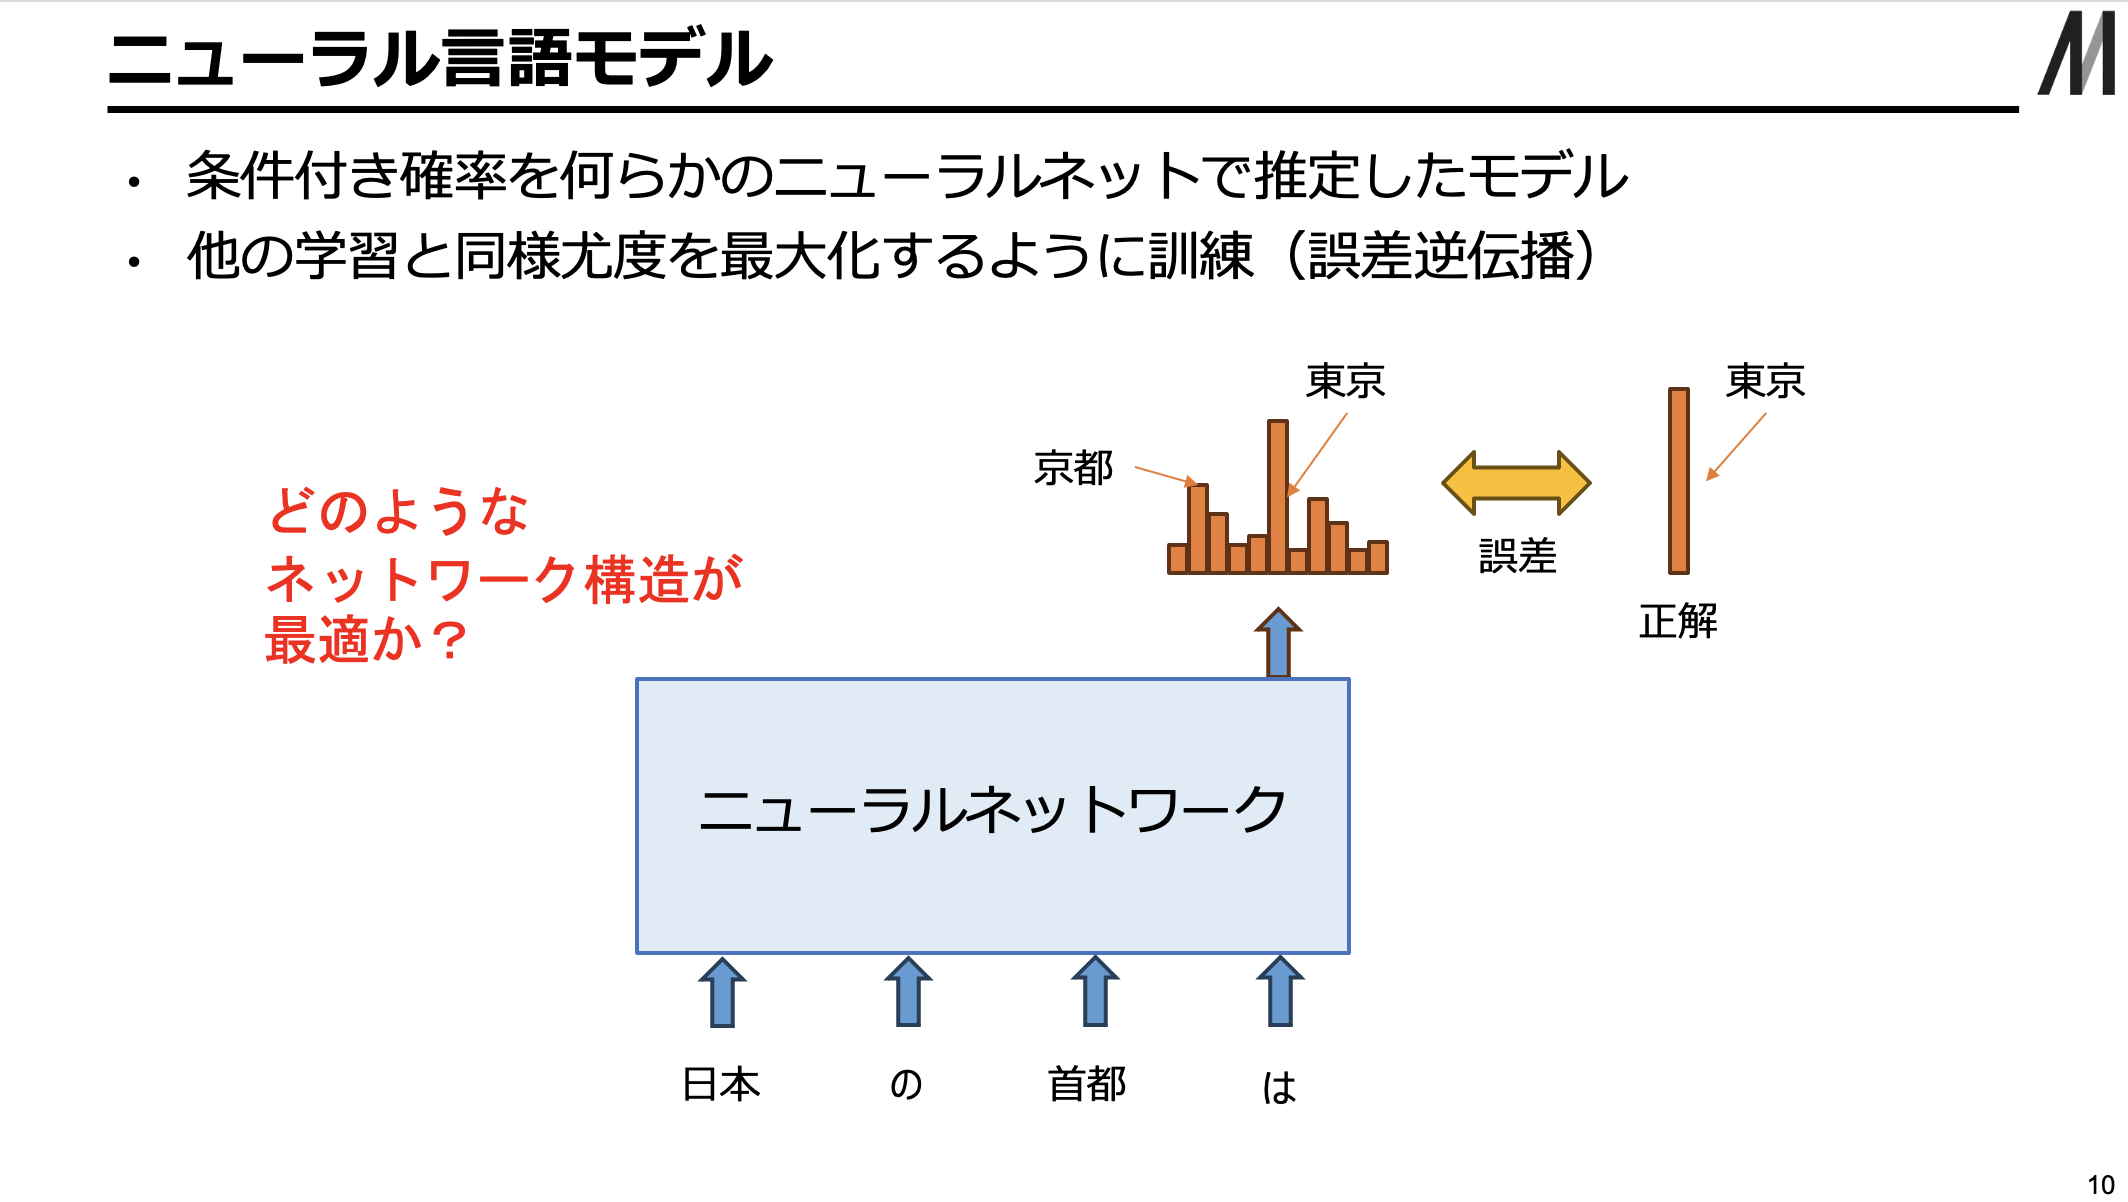 ニューラル言語モデル
• 条件付き確率を何らかのニューラルネットで推定したモデル
• 他の学習と同様尤度を最大化するように訓練（誤差逆伝播）
東京
東京
京都
どのような
ネットワーク構造が
最適か？
誤差
正解
ニューラルネットワーク
日本
の
首都
は
10